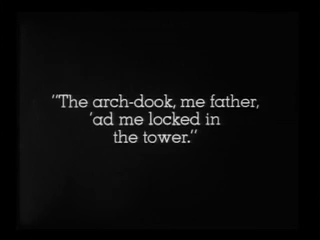 “The arch-dook, me father,
‘ad me locked in
the tower.”